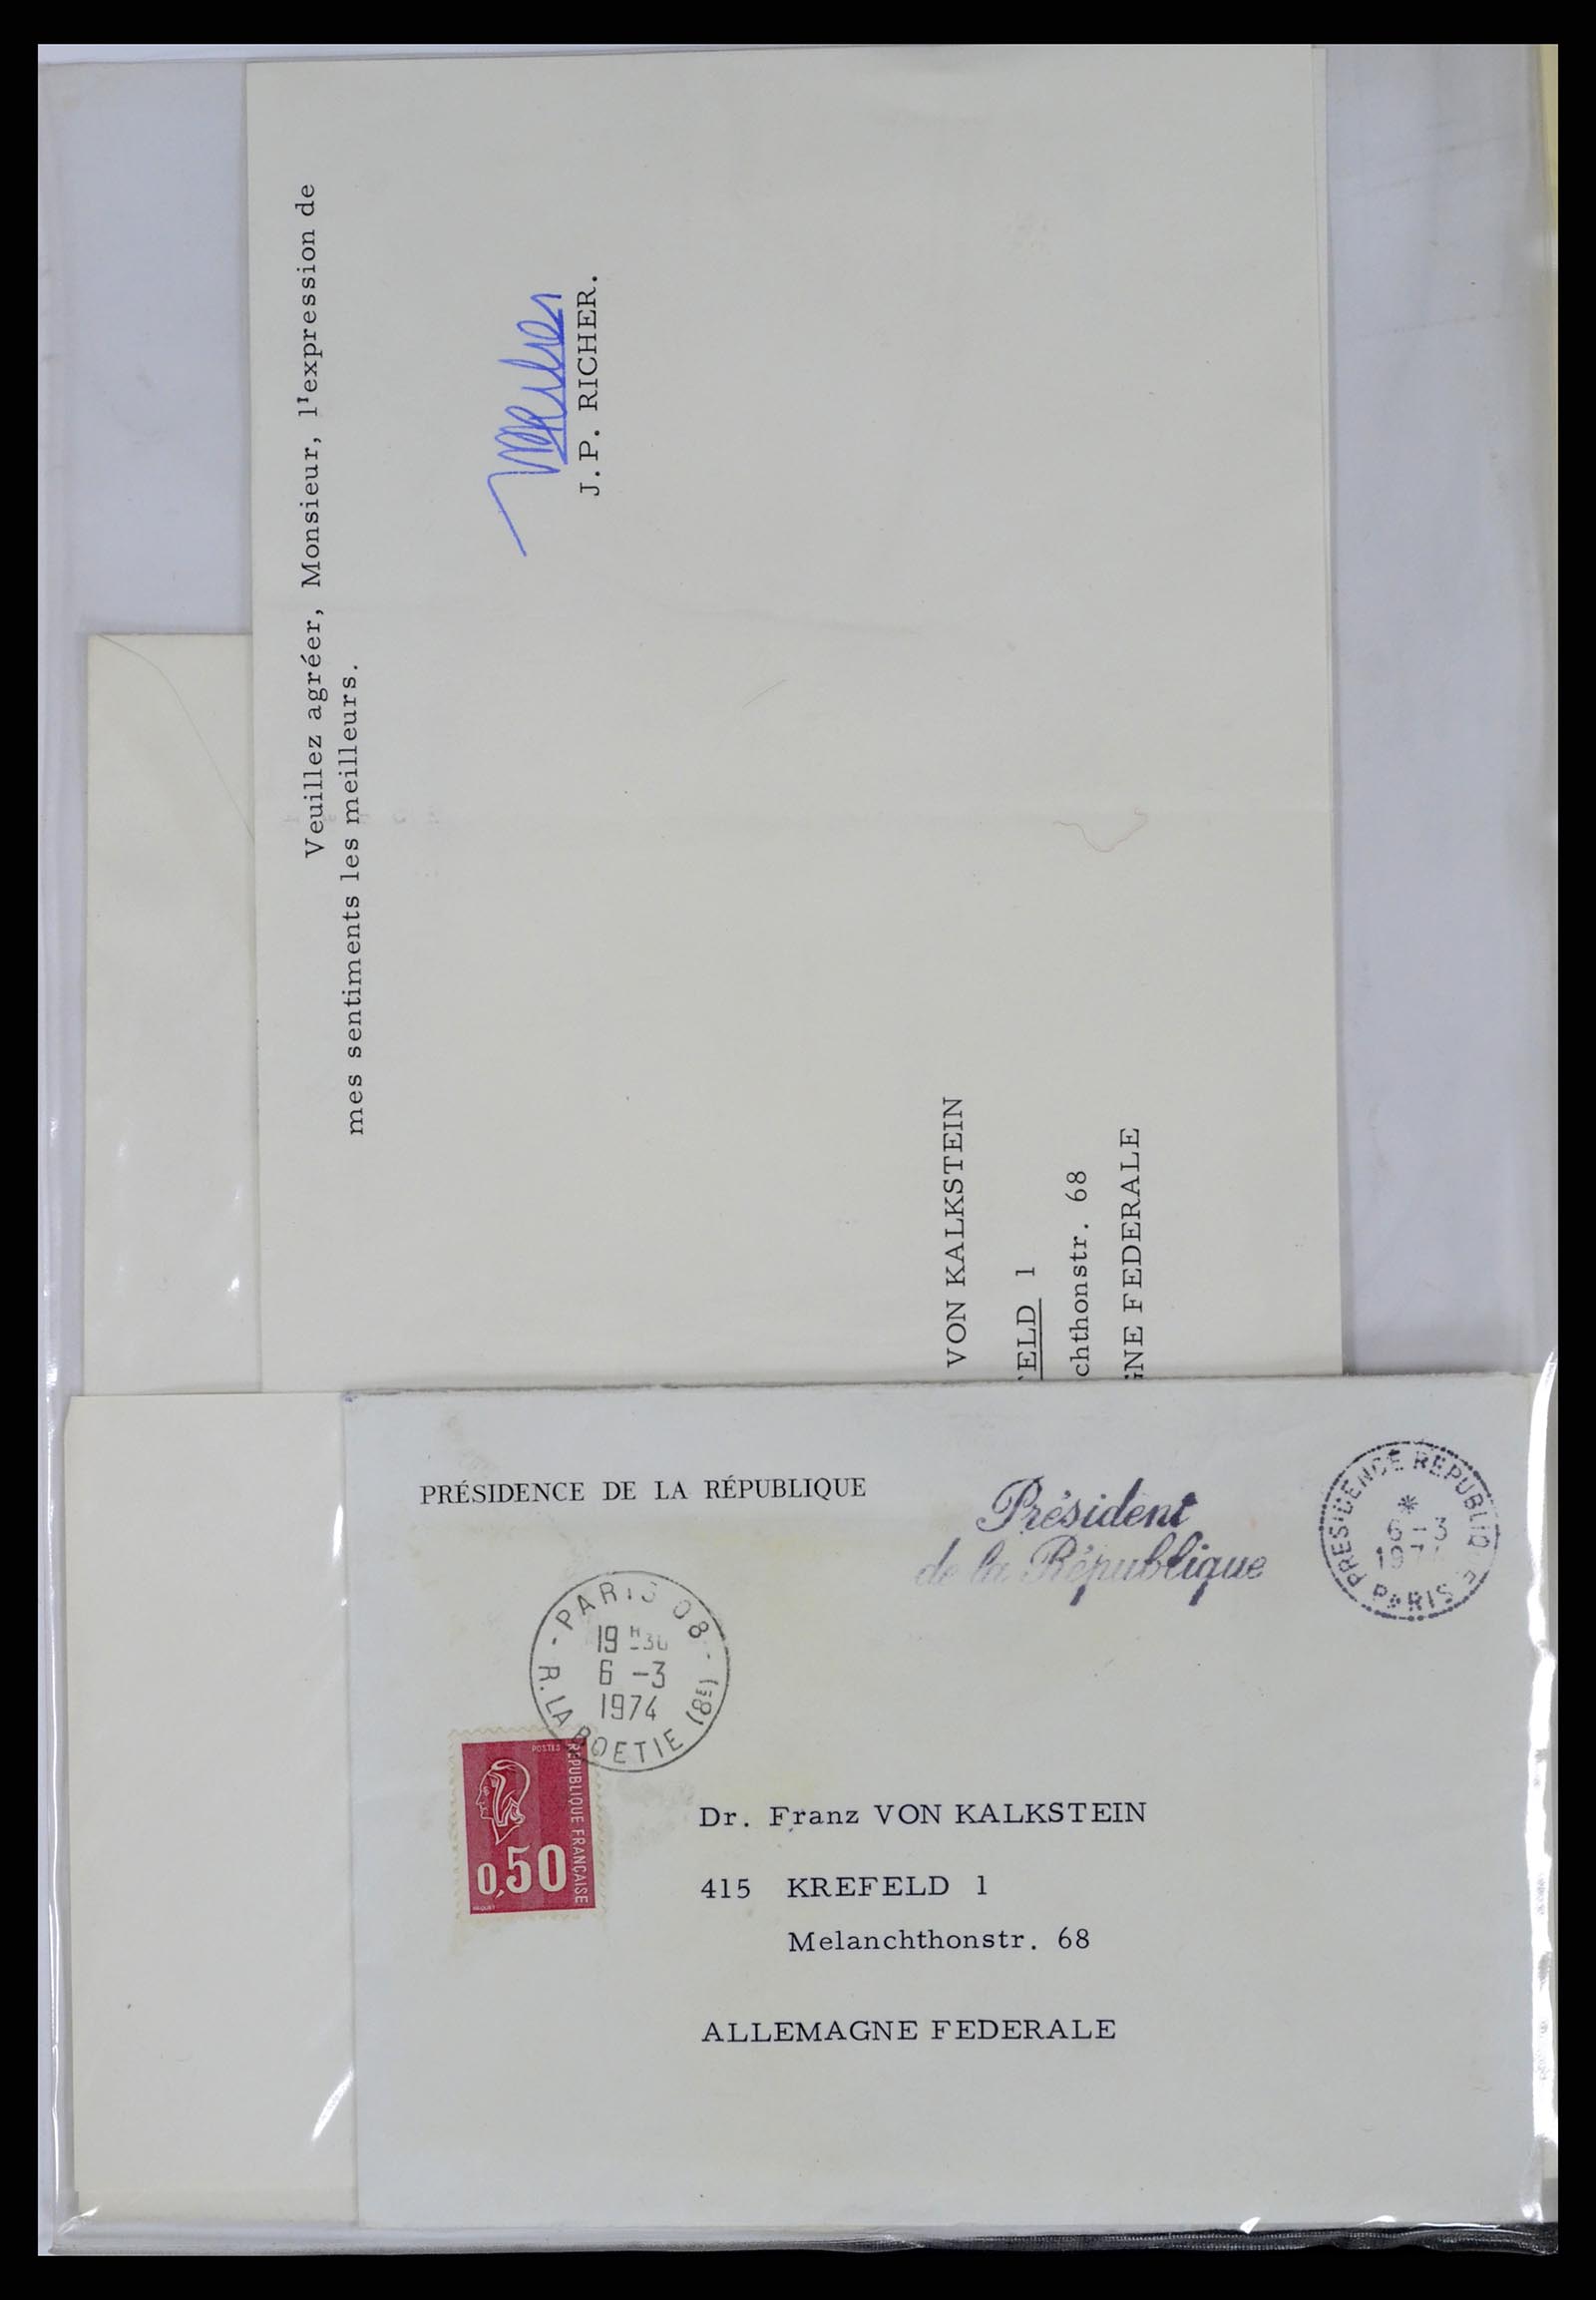 Veuillez agréer, Monsieur, l'expression de
mes sentiments les meilleurs.
J.P. RICHER.
VON KALKSTEIN
ELD 1
chthonstr. 68
GNE FEDERALE
PRÉSIDENCE DE LA RÉPUBLIQUE
Président
de la République
PRESIDENCE REPUBLIQUE
*
6 -3
PARIS
- PARIS 08 -
19 H30
6 -3
1974
R. LA BOETIE (8E)
POSTES
REPUBLIQUE FRANÇAISE
0,50
Dr. Franz VON KALKSTEIN
415 KREFELD 1
Melanchthonstr. 68
ALLEMAGNE FEDERALE